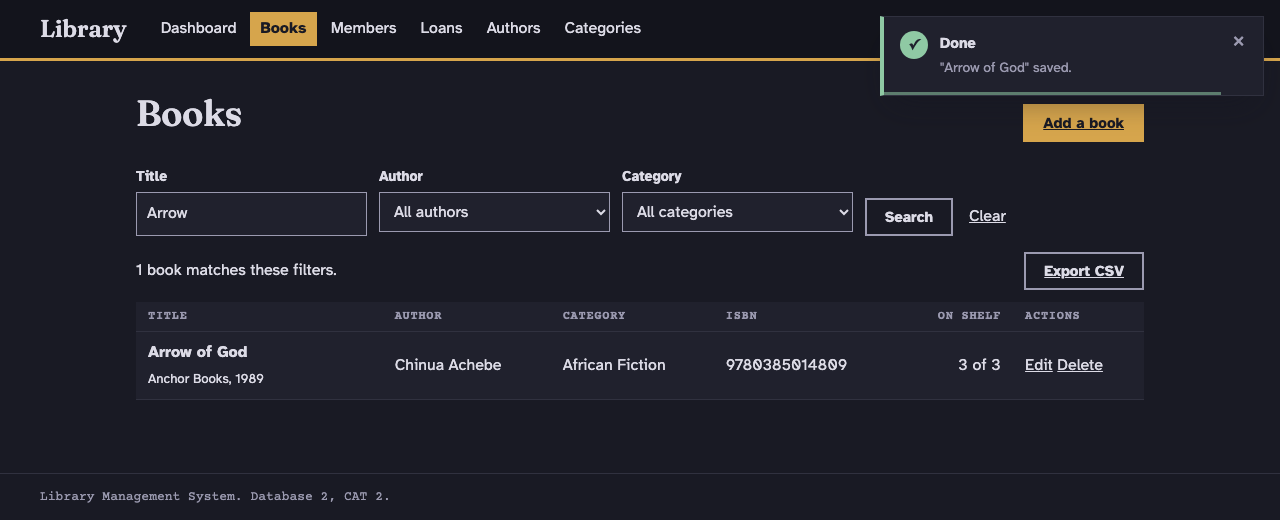 Library Dashboard Books Members Loans Authors Categories
Done
"Arrow of God" saved.
Books
Add a book
Title Author Category
Arrow All authors All categories Search Clear
1 book matches these filters. Export CSV
TITLE AUTHOR CATEGORY ISBN ON SHELF ACTIONS
Arrow of God
Anchor Books, 1989
Chinua Achebe African Fiction 9780385014809 3 of 3 Edit Delete
Library Management System. Database 2, CAT 2.